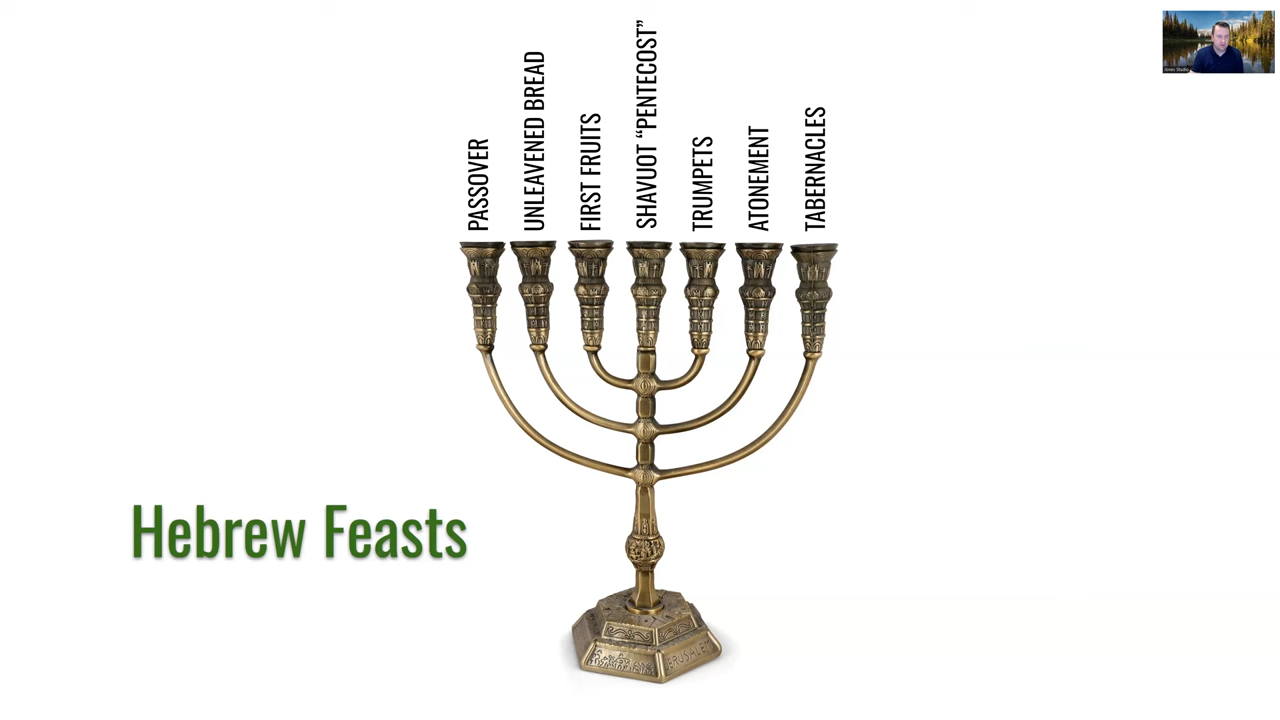 PASSOVER
UNLEAVENED BREAD
FIRST FRUITS
SHAVUOT “PENTECOST”
TRUMPETS
ATONEMENT
TABERNACLES
Hebrew Feasts